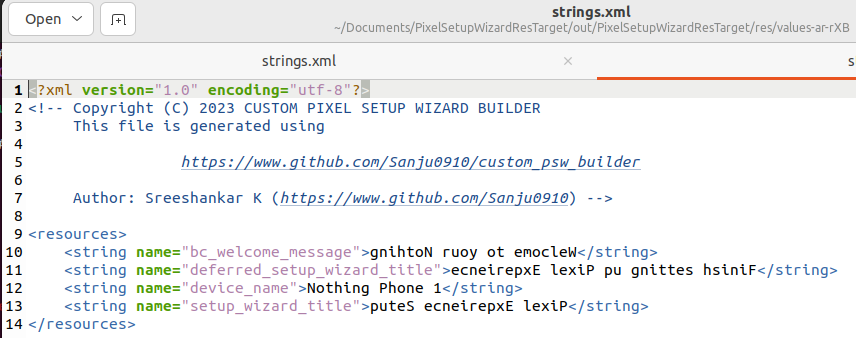 Open
strings.xml
~/Documents/PixelSetupWizardResTarget/out/PixelSetupWizardResTarget/res/values-ar-rXB
strings.xml ×
s
1 <?xml version="1.0" encoding="utf-8"?>
2 <!-- Copyright (C) 2023 CUSTOM PIXEL SETUP WIZARD BUILDER
3 This file is generated using
4
5 https://www.github.com/Sanju0910/custom_psw_builder
6
7 Author: Sreeshankar K (https://www.github.com/Sanju0910) -->
8
9 <resources>
10 <string name="bc_welcome_message">gnihtoN ruoy ot emocleW</string>
11 <string name="deferred_setup_wizard_title">ecneirepxE lexiP pu gnittes hsiniF</string>
12 <string name="device_name">Nothing Phone 1</string>
13 <string name="setup_wizard_title">puteS ecneirepxE lexiP</string>
14 </resources>